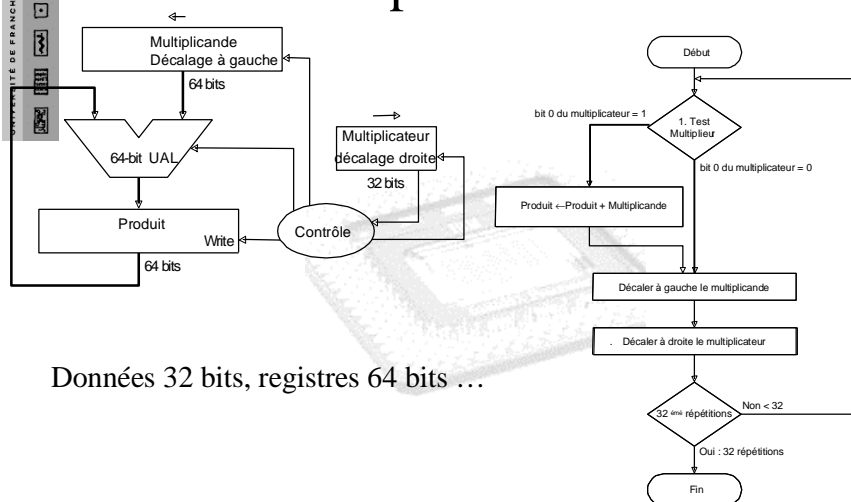 UNIVERSITÉ DE FRANCH
Multiplicande
Décalage à gauche
64 bits
64-bit UAL
Produit
Write
64 bits
Multiplicateur
décalage droite
32 bits
Contrôle
Données 32 bits, registres 64 bits …
Début
1. Test
Multiplieur
bit 0 du multiplicateur = 1
bit 0 du multiplicateur = 0
Produit ←Produit + Multiplicande
Décaler à gauche le multiplicande
. Décaler à droite le multiplicateur
32 ème répétitions
Non < 32
Oui : 32 répétitions
Fin